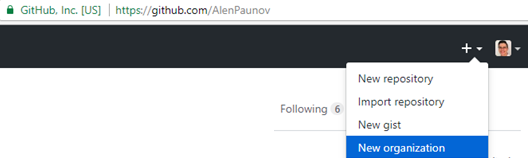 GitHub, Inc. [US] https://github.com/AlenPaunov
New repository
Import repository
Following 6
New gist
New organization